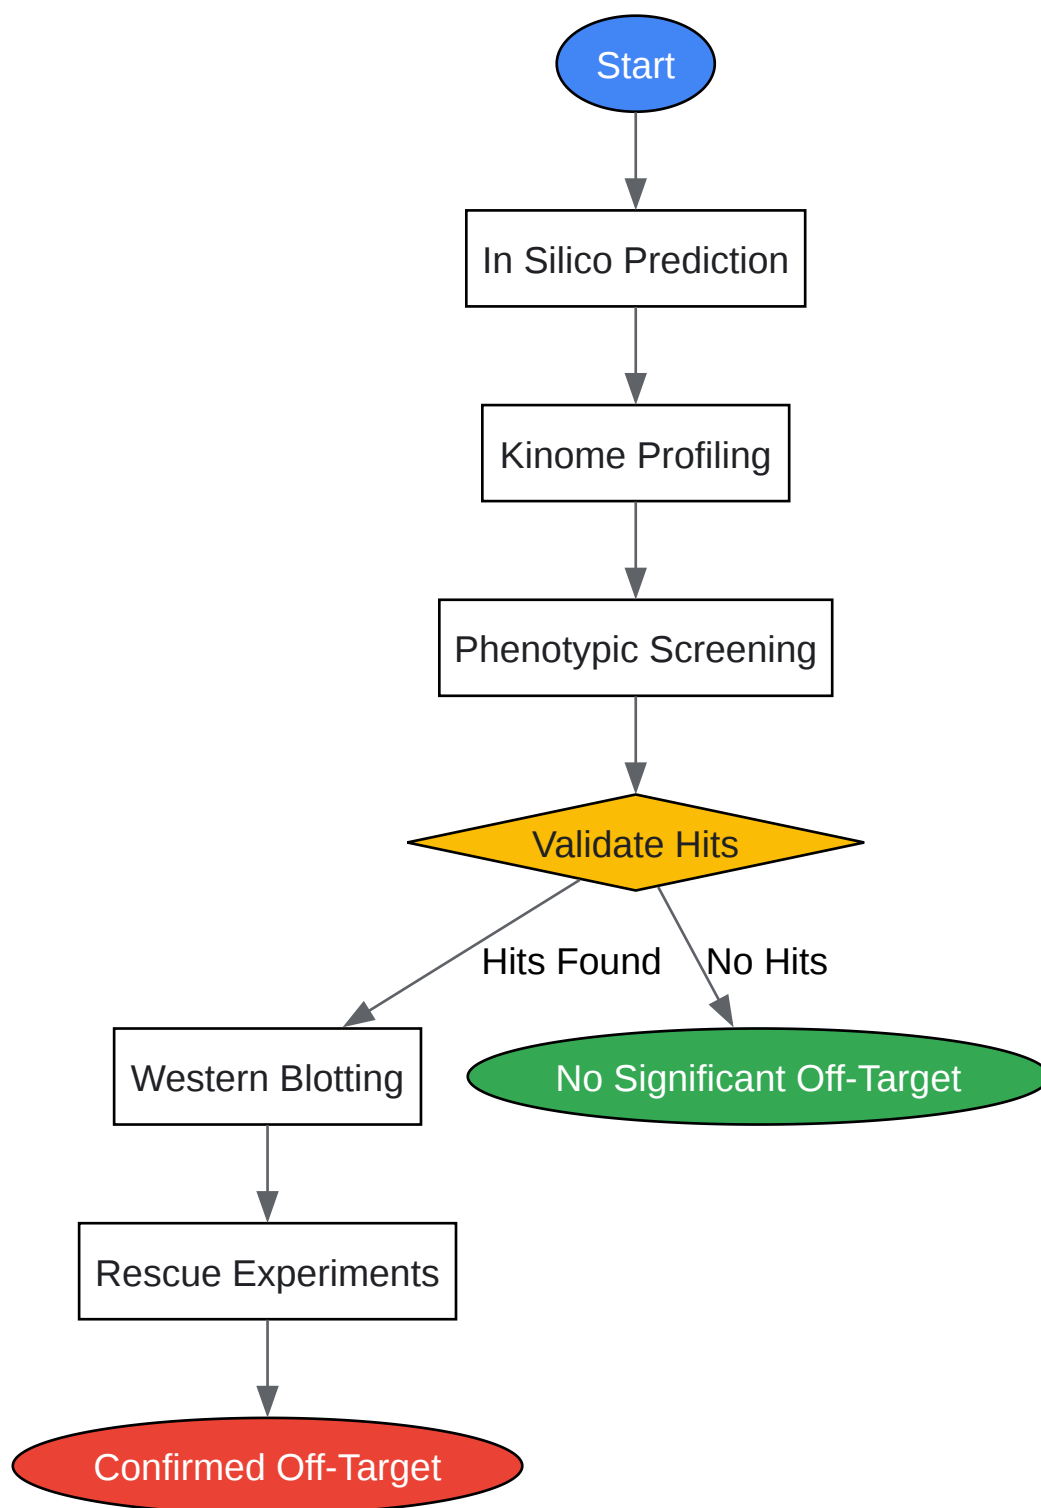 Start
In Silico Prediction
Kinome Profiling
Phenotypic Screening
Validate Hits
Hits Found
No Hits
Western Blotting
No Significant Off-Target
Rescue Experiments
Confirmed Off-Target